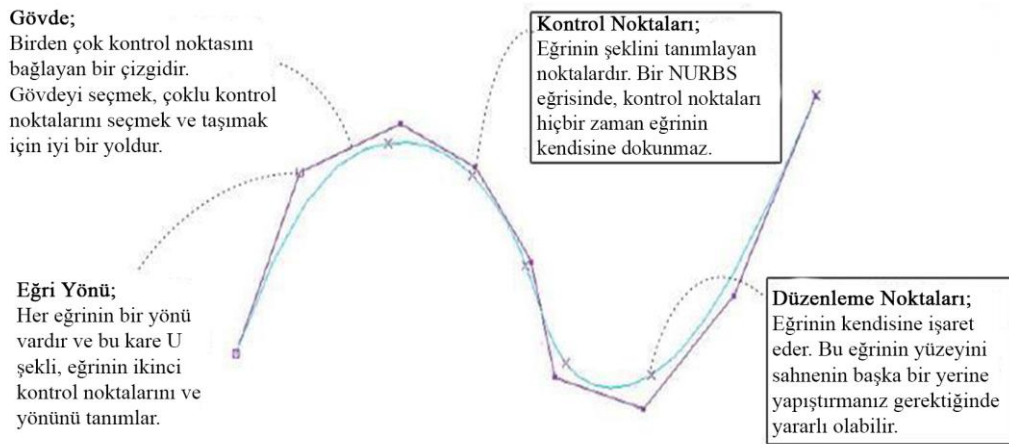 Gövde;
Birden çok kontrol noktasını
bağlayan bir çizgidir.
Gövdeyi seçmek, çoklu kontrol
noktalarını seçmek ve taşımak
için iyi bir yoldur.
Kontrol Noktaları;
Eğrinin şeklini tanımlayan
noktalardır. Bir NURBS
eğrisinde, kontrol noktaları
hiçbir zaman eğrinin
kendisine dokunmaz.
Eğri Yönü;
Her eğrinin bir yönü
vardır ve bu kare U
şekli, eğrinin ikinci
kontrol noktalarını ve
yönünü tanımlar.
Düzenleme Noktaları;
Eğrinin kendisine işaret
eder. Bu eğrinin yüzeyini
sahnenin başka bir yerine
yapıştırmanız gerektiğinde
yararlı olabilir.